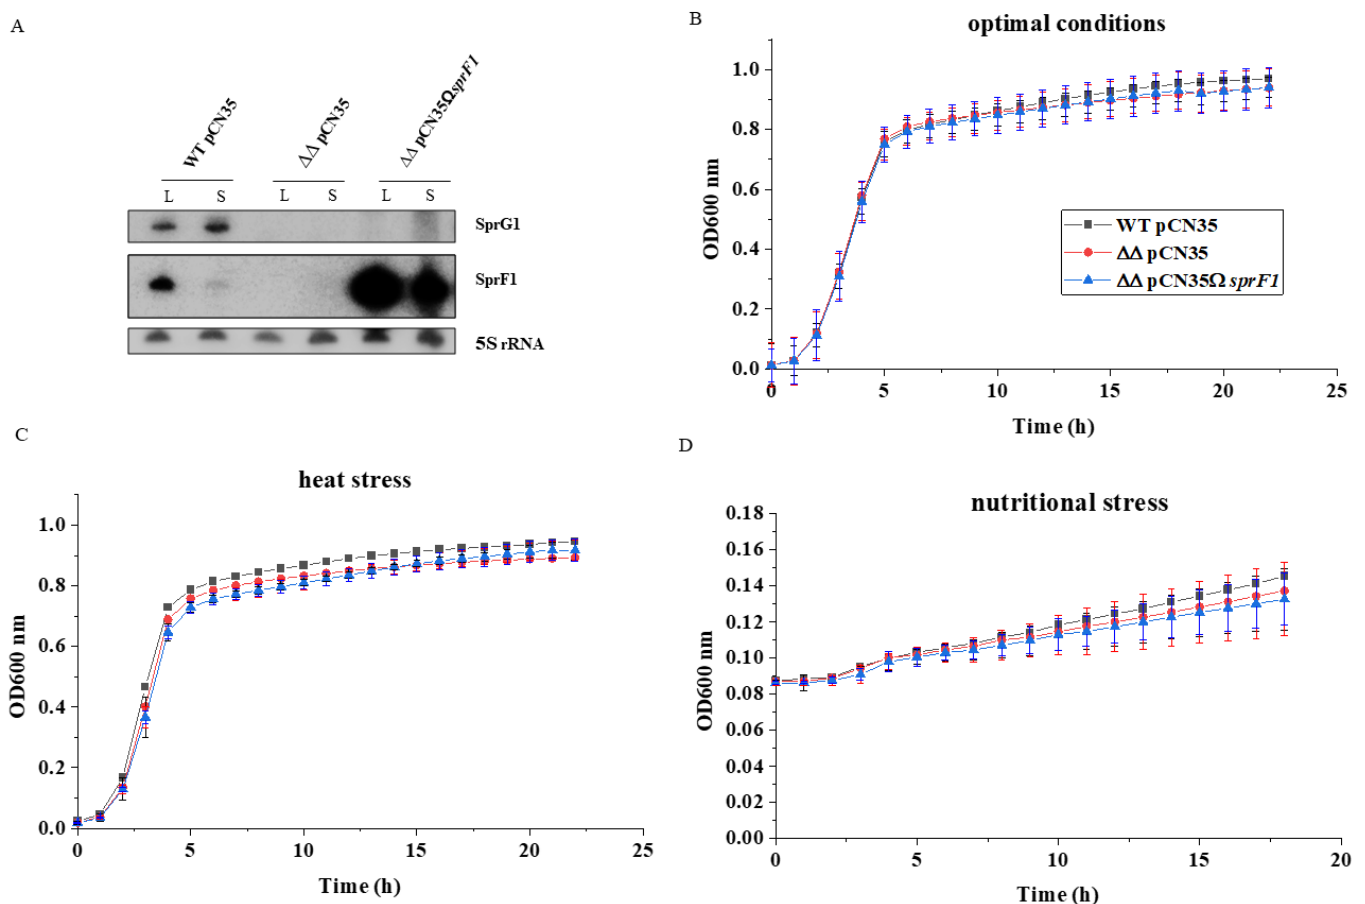 A
WT pCN35
ΔΔ pCN35
ΔΔ pCN35Ω sprF1
L S L S L S
SprG1
SprF1
5S rRNA
B
optimal conditions
1.0
0.8
0.6
0.4
0.2
0.0
OD600 nm
WT pCN35
ΔΔ pCN35
ΔΔ pCN35Ω sprF1
0 5 10 15 20 25
Time (h)
C
heat stress
1.0
0.8
0.6
0.4
0.2
0.0
OD600 nm
0 5 10 15 20 25
Time (h)
D
nutritional stress
0.18
0.16
0.14
0.12
0.10
0.08
0.06
0.04
0.02
0.00
OD600 nm
0 5 10 15 20
Time (h)